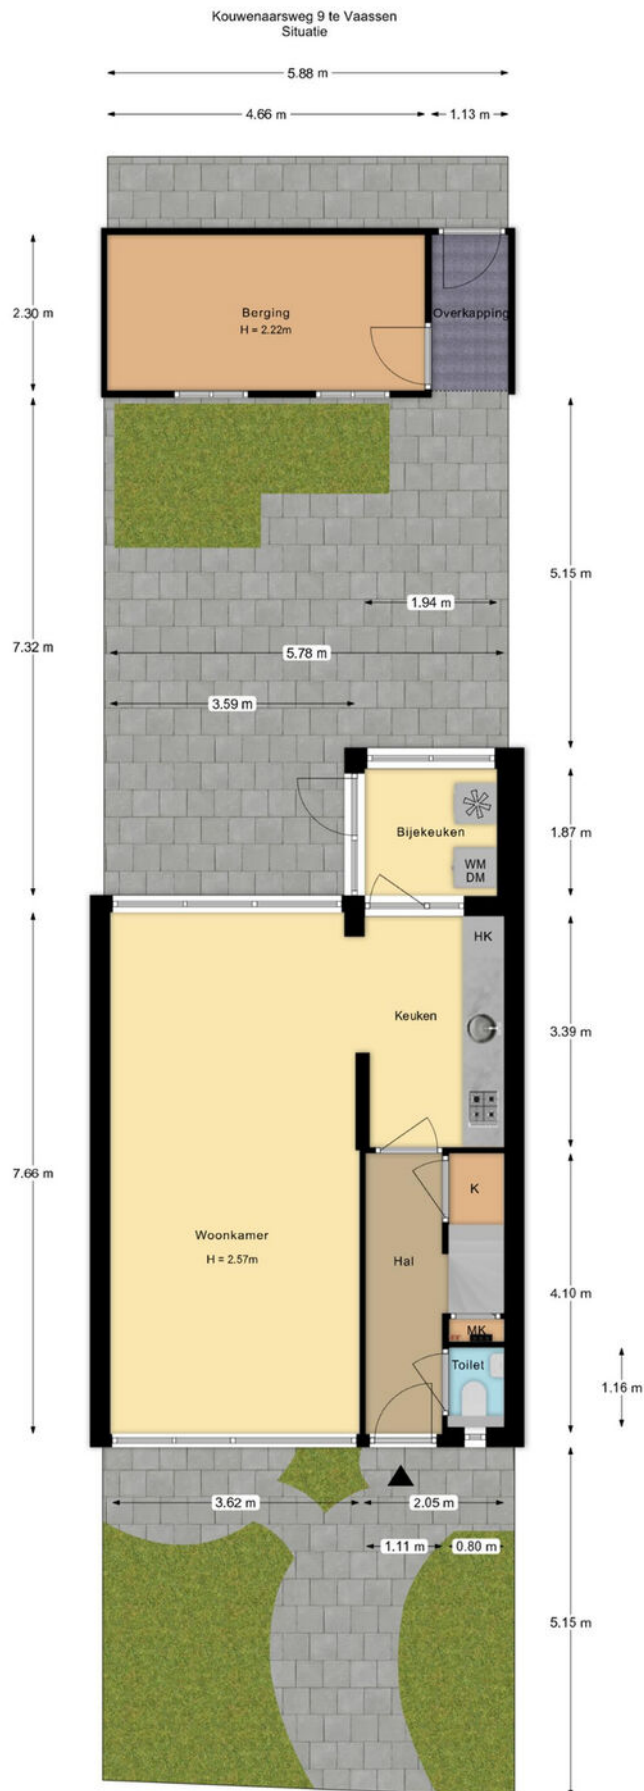 Kouwenaarsweg 9 te Vaassen
Situatie
5.88 m
4.66 m
1.13 m
2.30 m
Berging
H = 2.22m
Overkapping
7.32 m
5.15 m
1.94 m
5.78 m
3.59 m
Bijekeuken
WM
DM
1.87 m
HK
Keuken
3.39 m
7.66 m
Woonkamer
H = 2.57m
Hal
K
4.10 m
MK
Toilet
1.16 m
3.62 m
2.05 m
1.11 m
0.80 m
5.15 m